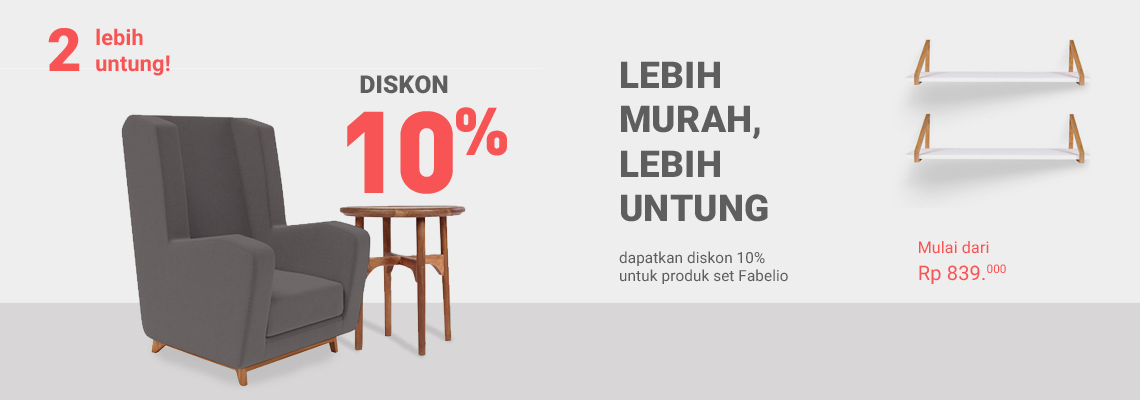 2 lebih
untung!
DISKON
10%
LEBIH
MURAH,
LEBIH
UNTUNG
dapatkan diskon 10%
untuk produk set Fabelio
Mulai dari
Rp 839.000